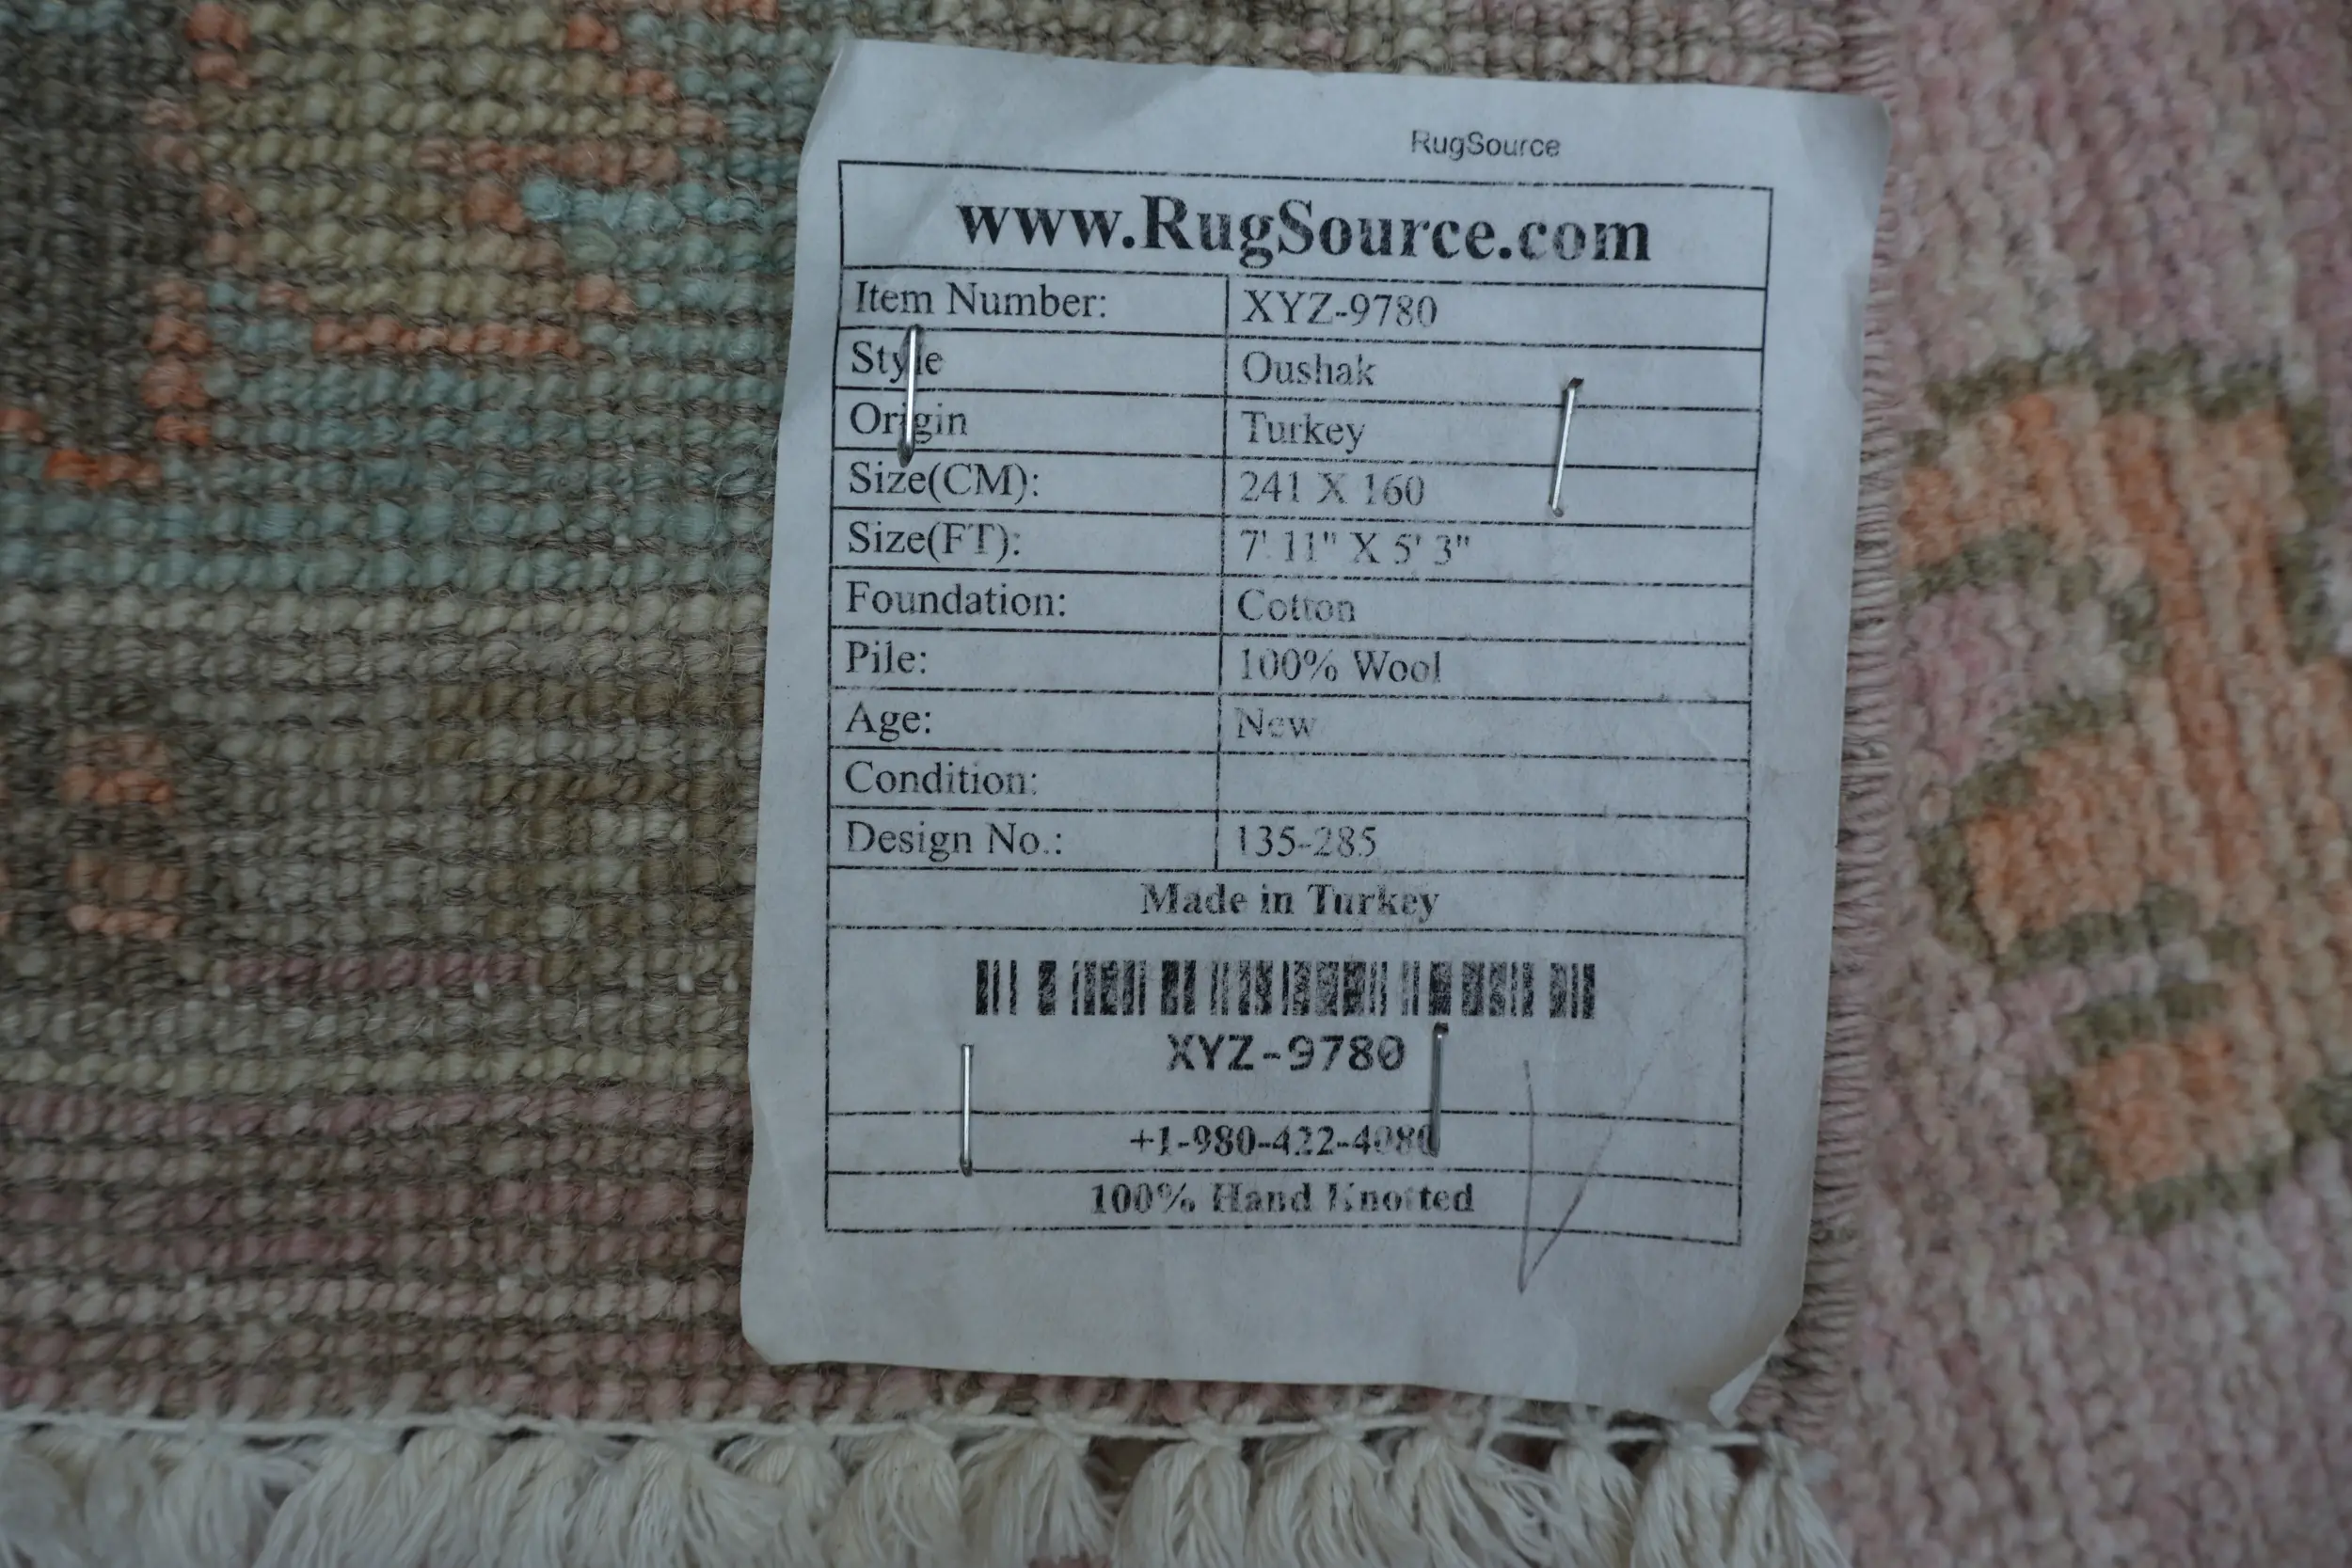 RugSource
www.RugSource.com
Item Number: XYZ-9780
Style Oushak
Origin Turkey
Size(CM): 241 X 160
Size(FT): 7' 11" X 5' 3"
Foundation: Cotton
Pile: 100% Wool
Age: New
Condition:
Design No.: 135-285
Made in Turkey
XYZ-9780
+1-980-422-4080
100% Hand Knotted